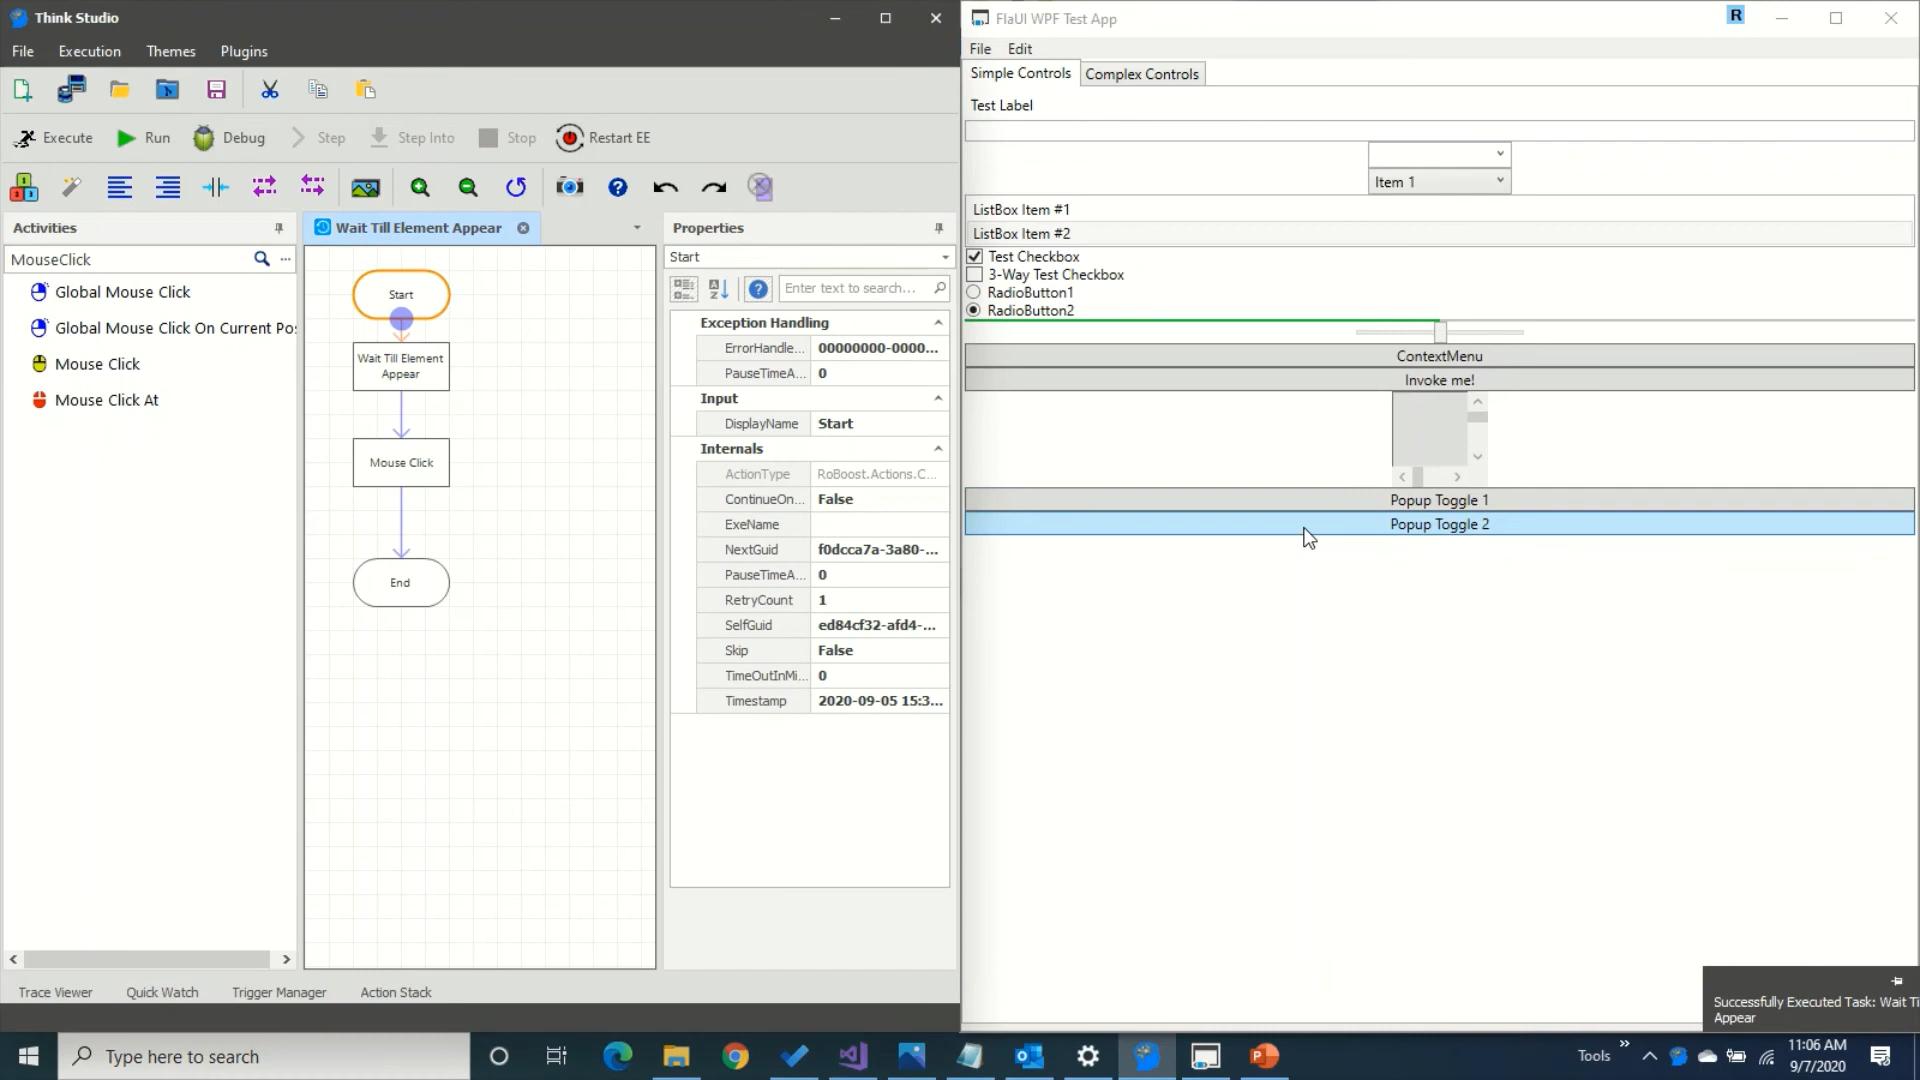 Think Studio
File Execution Themes Plugins
Execute Run Debug Step Step Into Stop Restart EE
Activities
MouseClick
Global Mouse Click
Global Mouse Click On Current Po
Mouse Click
Mouse Click At
Wait Till Element Appear
Start
Wait Till Element
Appear
Mouse Click
End
Properties
Start
Enter text to search...
Exception Handling
ErrorHandle... 00000000-0000...
PauseTimeA... 0
Input
DisplayName Start
Internals
ActionType RoBoost.Actions.C...
ContinueOn... False
ExeName
NextGuid f0dcca7a-3a80-...
PauseTimeA... 0
RetryCount 1
SelfGuid ed84cf32-afd4-...
Skip False
TimeOutInMi... 0
Timestamp 2020-09-05 15:3...
Trace Viewer Quick Watch Trigger Manager Action Stack
FlaUI WPF Test App
R
File Edit
Simple Controls Complex Controls
Test Label
Item 1
ListBox Item #1
ListBox Item #2
Test Checkbox
3-Way Test Checkbox
RadioButton1
RadioButton2
ContextMenu
Invoke me!
Popup Toggle 1
Popup Toggle 2
Successfully Executed Task: Wait Ti
Appear
Type here to search
Tools
11:06 AM
9/7/2020